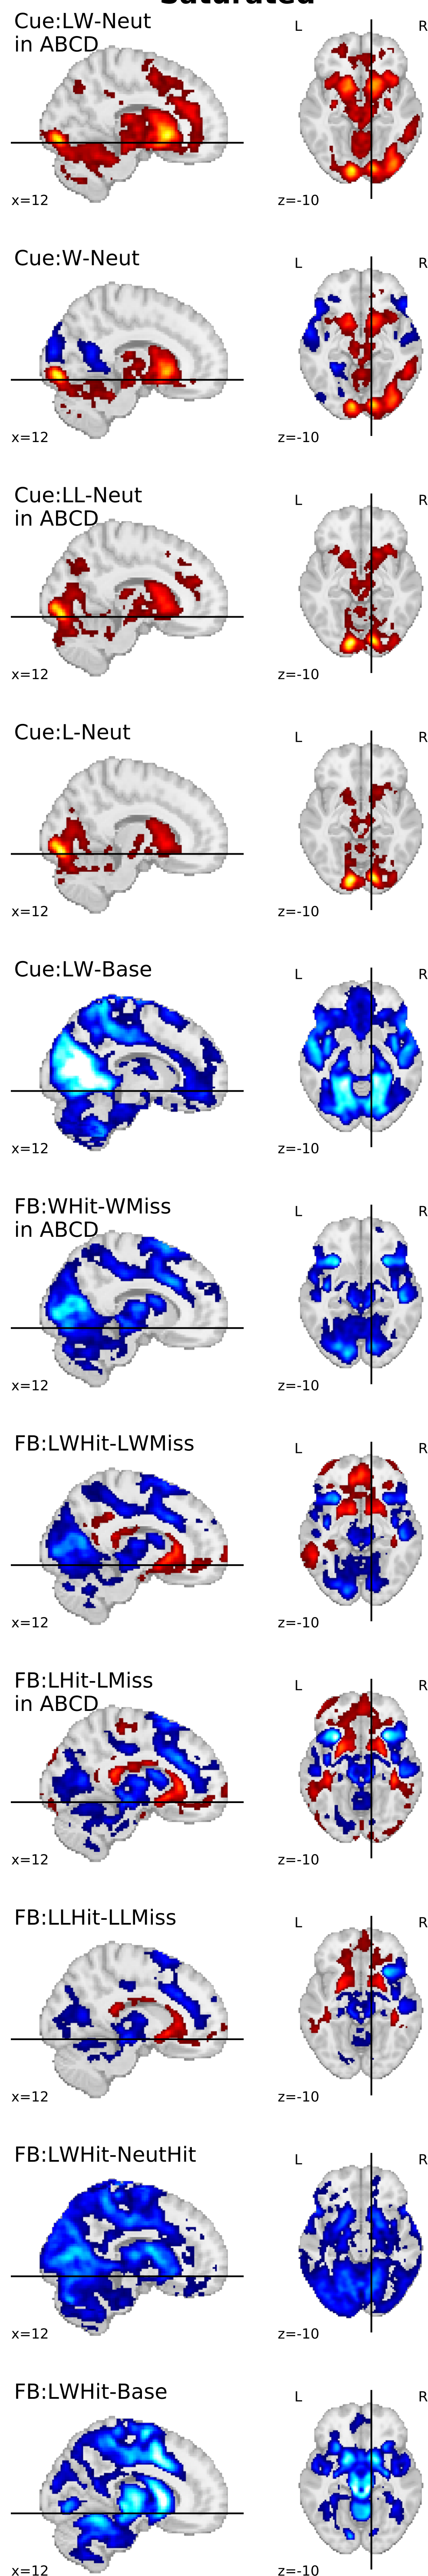 Saturated
Cue:LW-Neut
in ABCD
L R
x=12 z=-10
Cue:W-Neut
L R
x=12 z=-10
Cue:LL-Neut
in ABCD
L R
x=12 z=-10
Cue:L-Neut
L R
x=12 z=-10
Cue:LW-Base
L R
x=12 z=-10
FB:WHit-WMiss
in ABCD
L R
x=12 z=-10
FB:LWHit-LWMiss
L R
x=12 z=-10
FB:LHit-LMiss
in ABCD
L R
x=12 z=-10
FB:LLHit-LLMiss
L R
x=12 z=-10
FB:LWHit-NeutHit
L R
x=12 z=-10
FB:LWHit-Base
L R
x=12 z=-10